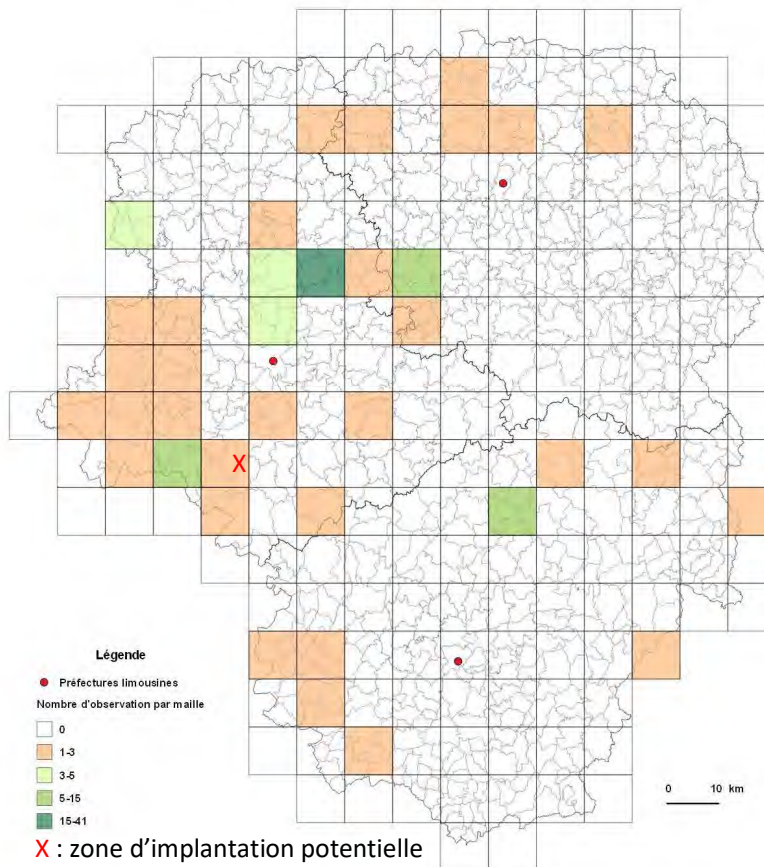 X
Légende
Préfectures limousines
Nombre d'observation par maille
0
1-3
3-5
5-15
15-41
0 10 km
X : zone d'implantation potentielle